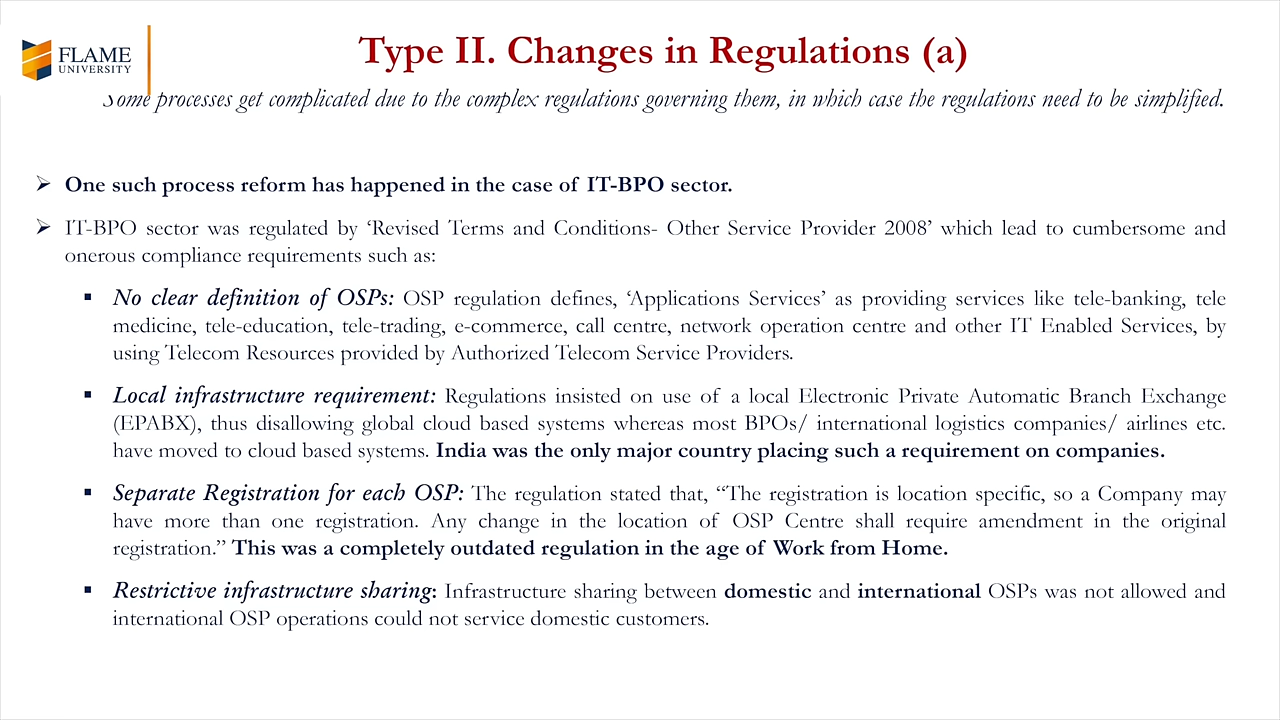 FLAME
UNIVERSITY
Type II. Changes in Regulations (a)
Some processes get complicated due to the complex regulations governing them, in which case the regulations need to be simplified.
➢ One such process reform has happened in the case of IT-BPO sector.
➢ IT-BPO sector was regulated by ‘Revised Terms and Conditions- Other Service Provider 2008’ which lead to cumbersome and
onerous compliance requirements such as:
▪ No clear definition of OSPs: OSP regulation defines, ‘Applications Services’ as providing services like tele-banking, tele
medicine, tele-education, tele-trading, e-commerce, call centre, network operation centre and other IT Enabled Services, by
using Telecom Resources provided by Authorized Telecom Service Providers.
▪ Local infrastructure requirement: Regulations insisted on use of a local Electronic Private Automatic Branch Exchange
(EPABX), thus disallowing global cloud based systems whereas most BPOs/ international logistics companies/ airlines etc.
have moved to cloud based systems. India was the only major country placing such a requirement on companies.
▪ Separate Registration for each OSP: The regulation stated that, “The registration is location specific, so a Company may
have more than one registration. Any change in the location of OSP Centre shall require amendment in the original
registration.” This was a completely outdated regulation in the age of Work from Home.
▪ Restrictive infrastructure sharing: Infrastructure sharing between domestic and international OSPs was not allowed and
international OSP operations could not service domestic customers.